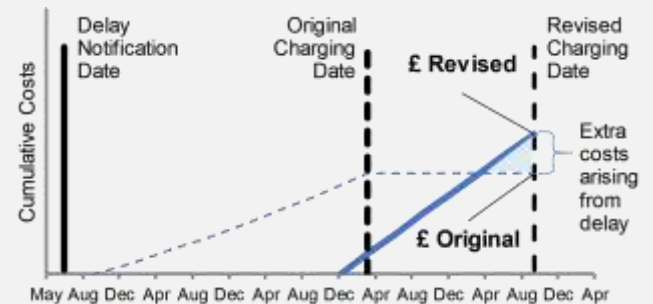 Delay
Notification
Date
Original
Charging
Date
£ Revised
Revised
Charging
Date
Cumulative Costs
Extra
costs
arising
from
delay
£ Original
May Aug Dec Apr Aug Dec Apr Aug Dec Apr Aug Dec Apr Aug Dec Apr